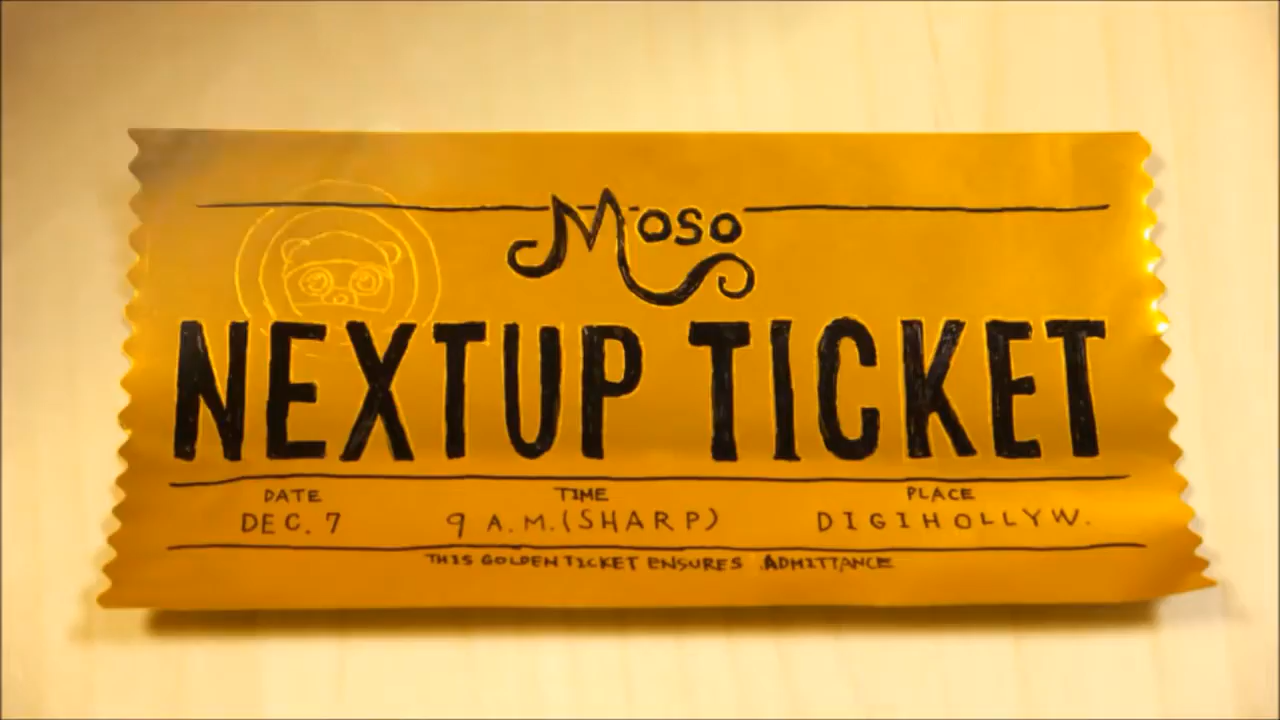 Moso
NEXTUP TICKET
DATE TIME PLACE
DEC. 7 9 A.M.(SHARP) DIGIHOLLYW.
THIS GOLDEN TICKET ENSURES ADMITTANCE